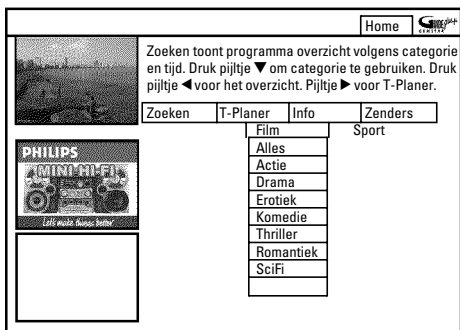 Home GUIDE plus+
GEMSTAR
Zoeken toont programma overzicht volgens categorie
en tijd. Druk pijltje ▼ om categorie te gebruiken. Druk
pijltje ◀ voor het overzicht. Pijltje ▶ voor T-Planer.
Zoeken T-Planer Info Zenders
Film Sport
Alles
Actie
Drama
Erotiek
Komedie
Thriller
Romantiek
SciFi
PHILIPS
MINI-HI-FI
Let's make things better